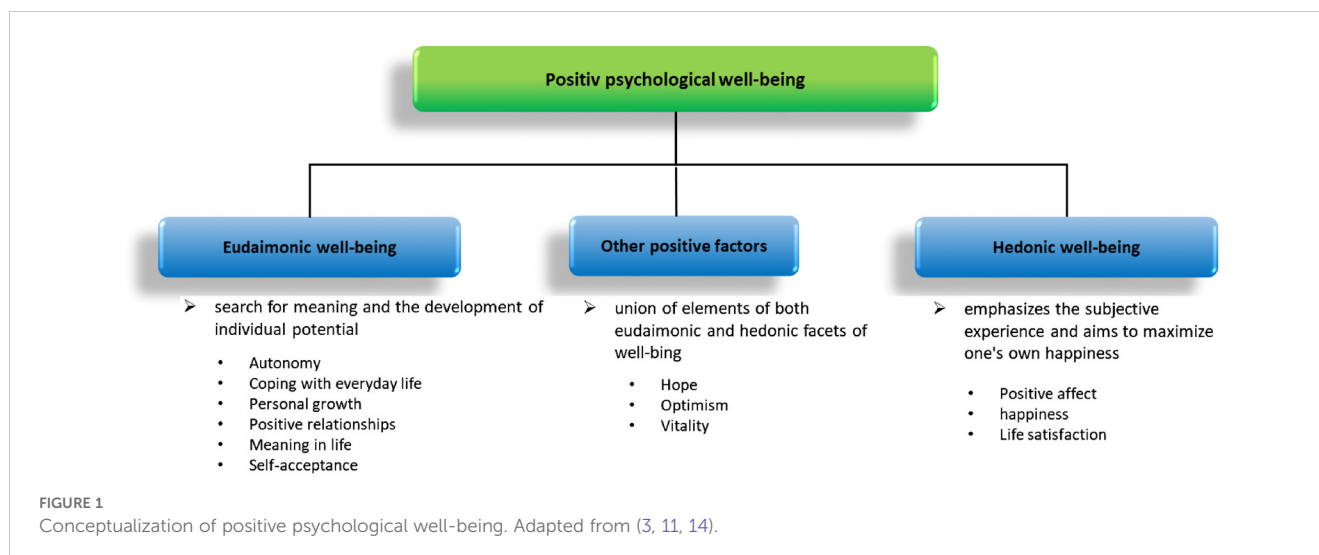 Positiv psychological well-being
Eudaimonic well-being
➢ search for meaning and the development of
individual potential
• Autonomy
• Coping with everyday life
• Personal growth
• Positive relationships
• Meaning in life
• Self-acceptance
Other positive factors
➢ union of elements of both
eudaimonic and hedonic facets of
well-bing
• Hope
• Optimism
• Vitality
Hedonic well-being
➢ emphasizes the subjective
experience and aims to maximize
one's own happiness
• Positive affect
• happiness
• Life satisfaction
FIGURE 1
Conceptualization of positive psychological well-being. Adapted from (3, 11, 14).